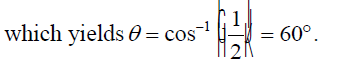 which yields θ = cos⁻¹ (1/2) = 60°.